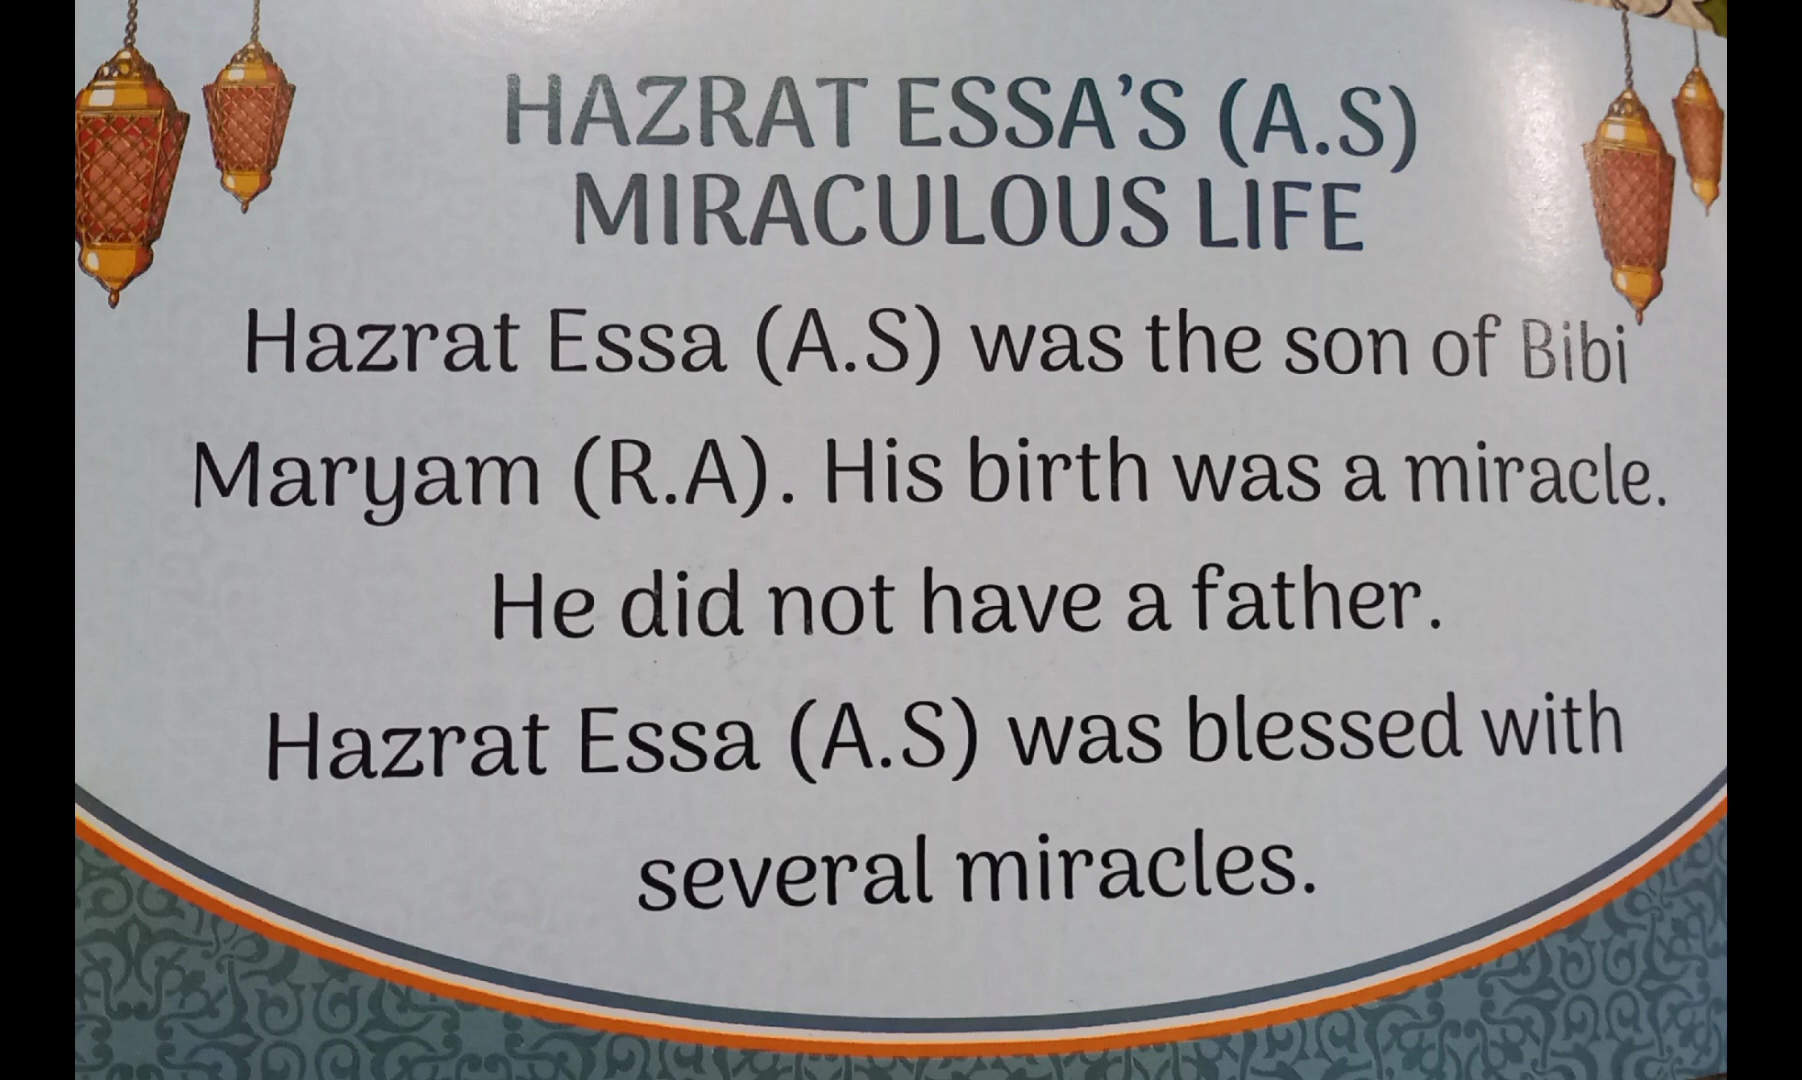 HAZRAT ESSA'S (A.S)
MIRACULOUS LIFE
Hazrat Essa (A.S) was the son of Bibi
Maryam (R.A). His birth was a miracle.
He did not have a father.
Hazrat Essa (A.S) was blessed with
several miracles.